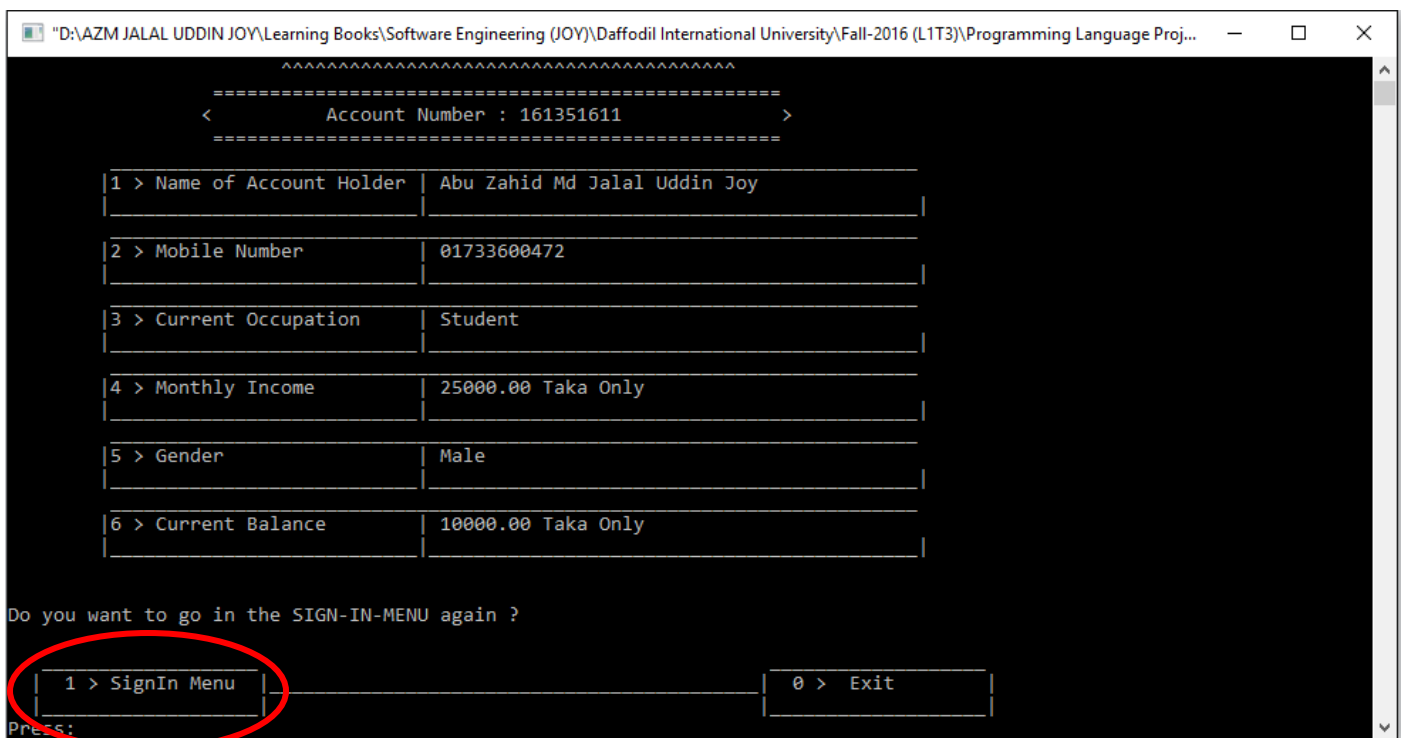 "D:\AZM JALAL UDDIN JOY\Learning Books\Software Engineering (JOY)\Daffodil International University\Fall-2016 (L1T3)\Programming Language Proj...
^^^^^^^^^^^^^^^^^^^^^^^^^^^^^^^^^^^^^^^^
==================================================
< Account Number : 161351611 >
==================================================
|1 > Name of Account Holder | Abu Zahid Md Jalal Uddin Joy
|2 > Mobile Number | 01733600472
|3 > Current Occupation | Student
|4 > Monthly Income | 25000.00 Taka Only
|5 > Gender | Male
|6 > Current Balance | 10000.00 Taka Only
Do you want to go in the SIGN-IN-MENU again ?
| 1 > SignIn Menu |___________________________________________| 0 > Exit |
Press: